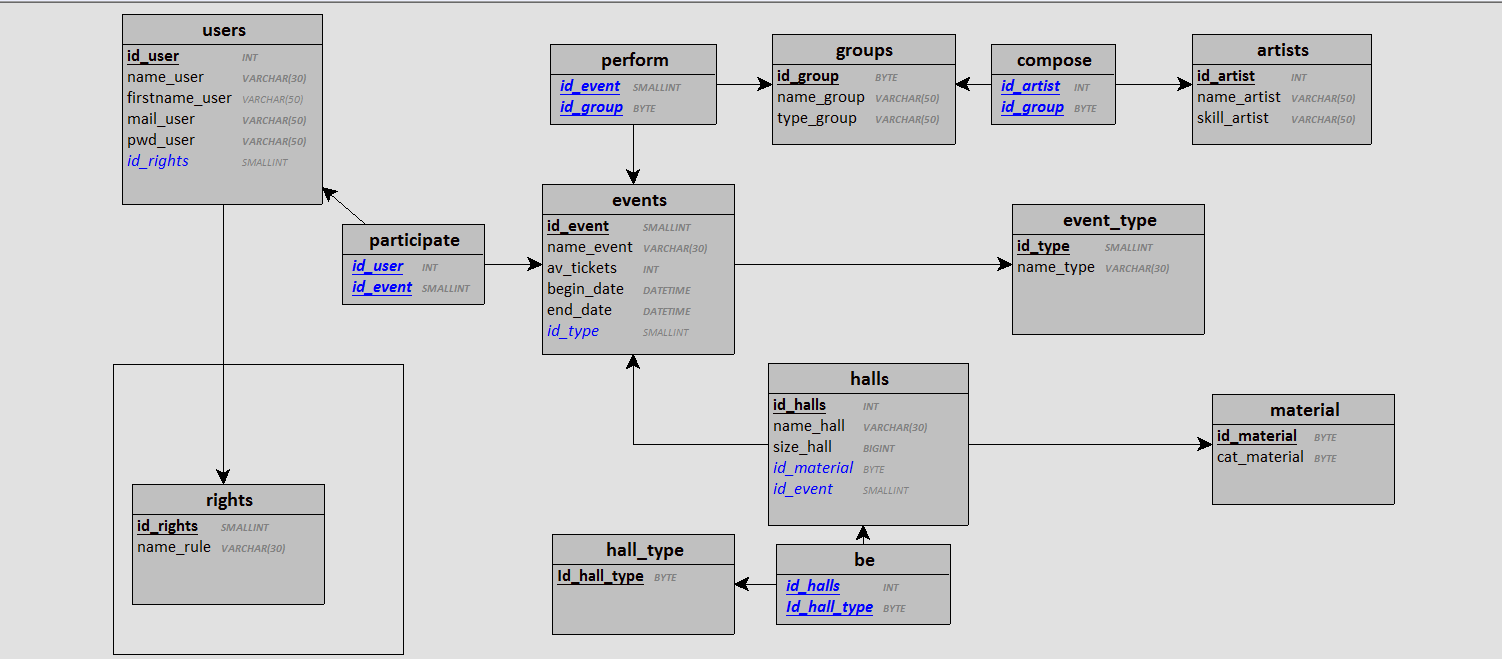 users
id_user INT
name_user VARCHAR(30)
firstname_user VARCHAR(50)
mail_user VARCHAR(50)
pwd_user VARCHAR(50)
id_rights SMALLINT
perform
id_event SMALLINT
id_group BYTE
groups
id_group BYTE
name_group VARCHAR(50)
type_group VARCHAR(50)
compose
id_artist INT
id_group BYTE
artists
id_artist INT
name_artist VARCHAR(50)
skill_artist VARCHAR(50)
participate
id_user INT
id_event SMALLINT
events
id_event SMALLINT
name_event VARCHAR(30)
av_tickets INT
begin_date DATETIME
end_date DATETIME
id_type SMALLINT
event_type
id_type SMALLINT
name_type VARCHAR(30)
halls
id_halls INT
name_hall VARCHAR(30)
size_hall BIGINT
id_material BYTE
id_event SMALLINT
material
id_material BYTE
cat_material BYTE
rights
id_rights SMALLINT
name_rule VARCHAR(30)
hall_type
Id_hall_type BYTE
be
id_halls INT
Id_hall_type BYTE